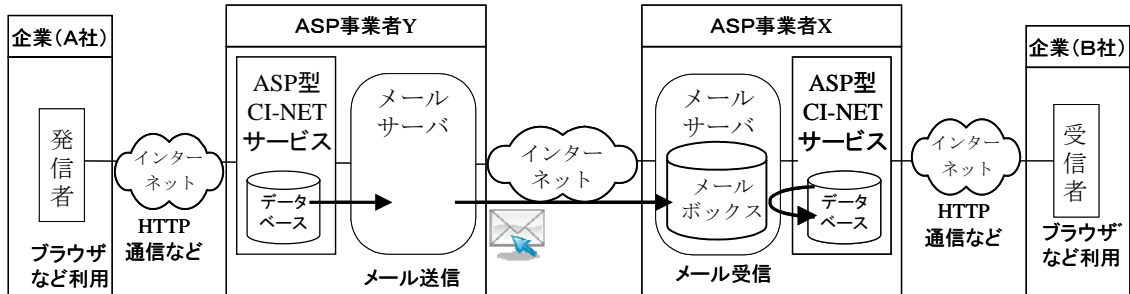 企業(A社)
発信者
ブラウザ
など利用
インター
ネット
HTTP
通信など
ASP事業者Y
ASP型
CI-NET
サービス
データ
ベース
メール
サーバ
メール送信
インター
ネット
ASP事業者X
メール
サーバ
メール
ボックス
メール受信
ASP型
CI-NET
サービス
データ
ベース
インター
ネット
HTTP
通信など
企業(B社)
受信者
ブラウザ
など利用